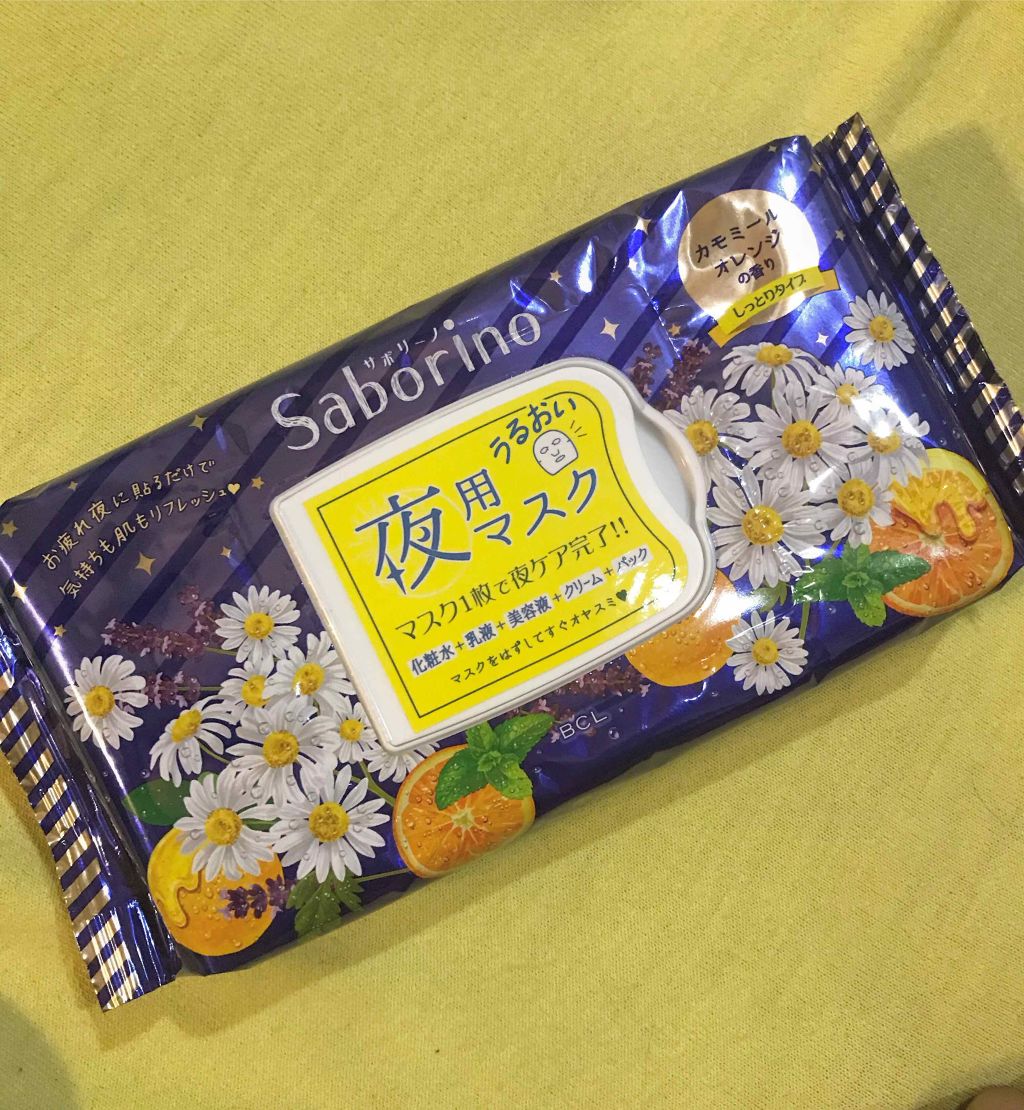 サボリーノ
Saborino
カモミール
オレンジ
の香り
しっとりタイプ
お疲れ夜に貼るだけで
気持ちも肌もリフレッシュ♥
うるおい
夜用
マスク
マスク1枚で夜ケア完了!!
化粧水+乳液+美容液+クリーム+パック
マスクをはずしてすぐオヤスミ♥
BCL